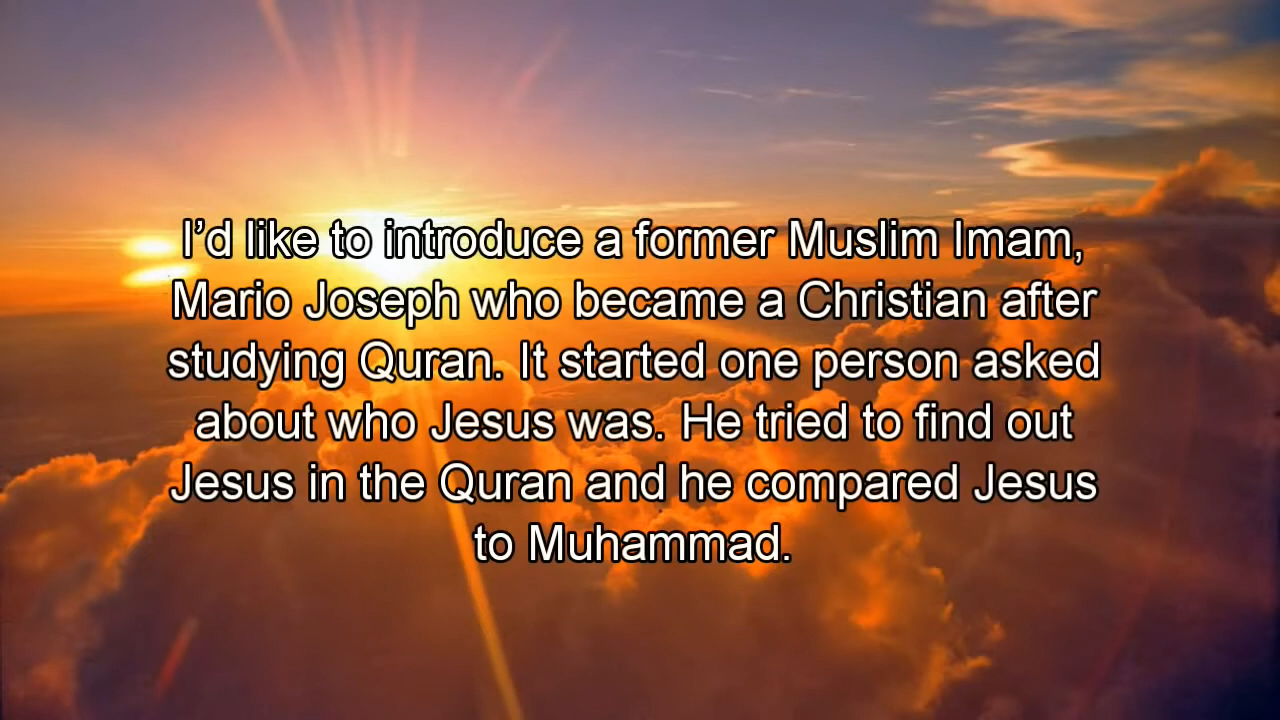 I’d like to introduce a former Muslim Imam,
Mario Joseph who became a Christian after
studying Quran. It started one person asked
about who Jesus was. He tried to find out
Jesus in the Quran and he compared Jesus
to Muhammad.